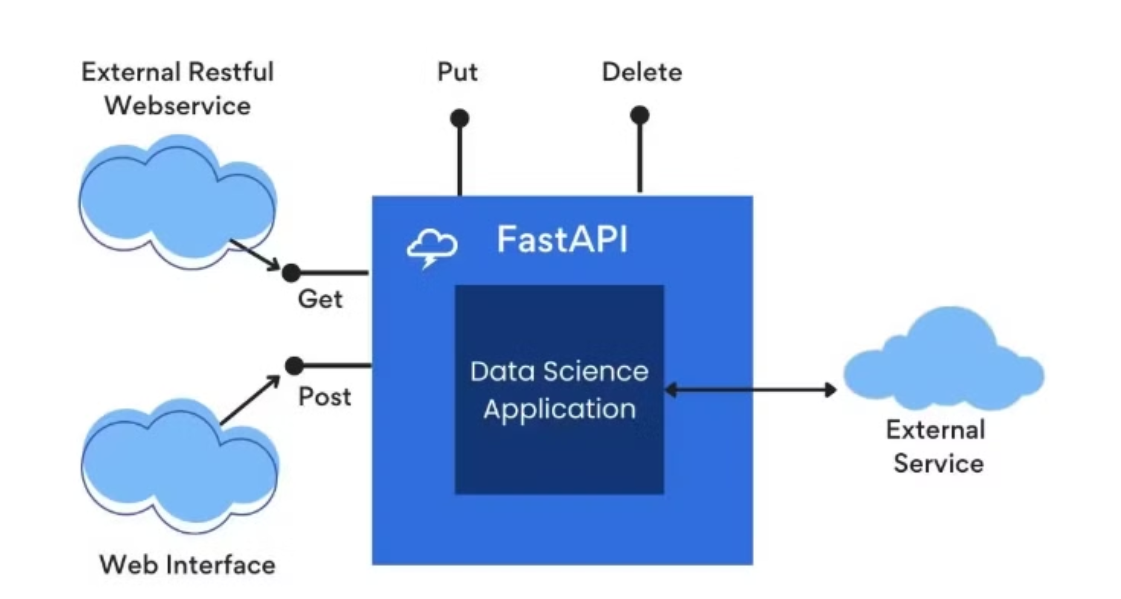 External Restful
Webservice
Put
Delete
FastAPI
Get
Data Science
Application
Post
External
Service
Web Interface